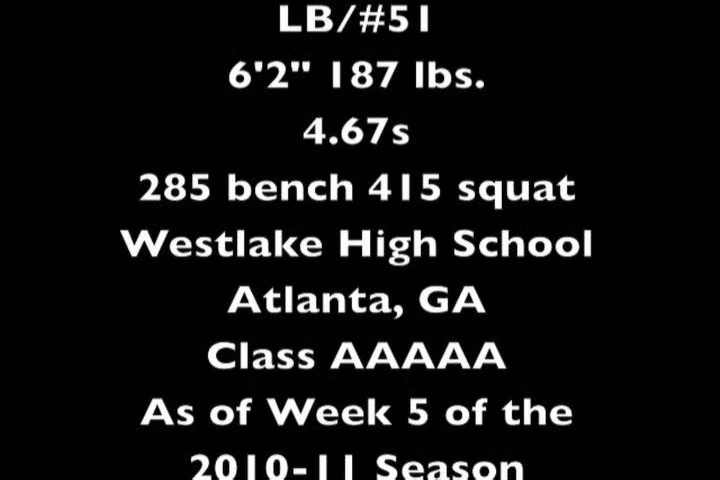 LB/#51
6'2" 187 lbs.
4.67s
285 bench 415 squat
Westlake High School
Atlanta, GA
Class AAAAA
As of Week 5 of the
2010-11 Season